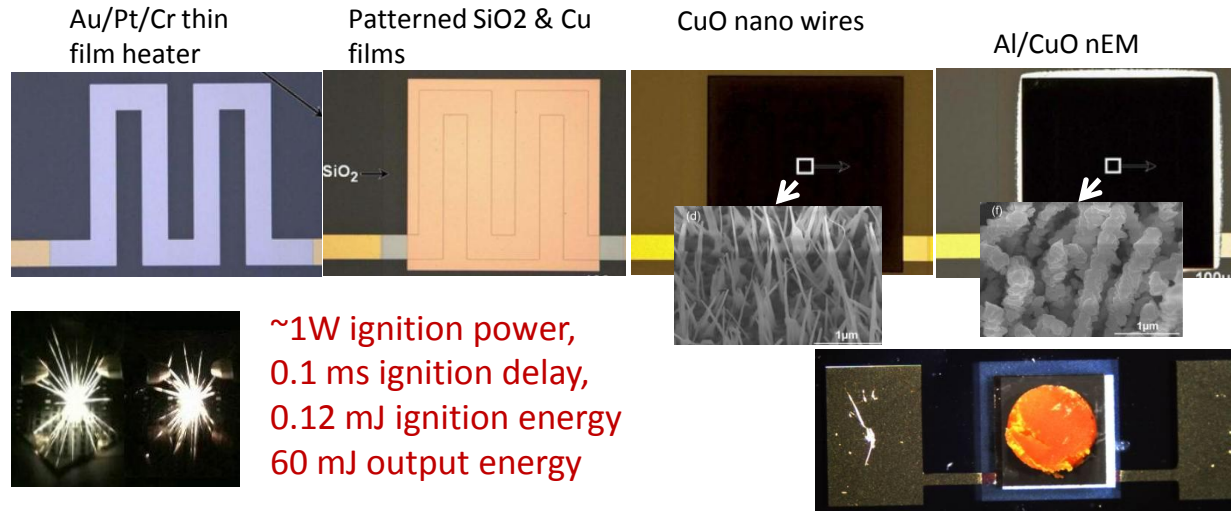 Au/Pt/Cr thin
film heater
Patterned SiO2 & Cu
films
CuO nano wires
Al/CuO nEM
SiO₂
(d)
1µm
(f)
1µm
100µ
~1W ignition power,
0.1 ms ignition delay,
0.12 mJ ignition energy
60 mJ output energy